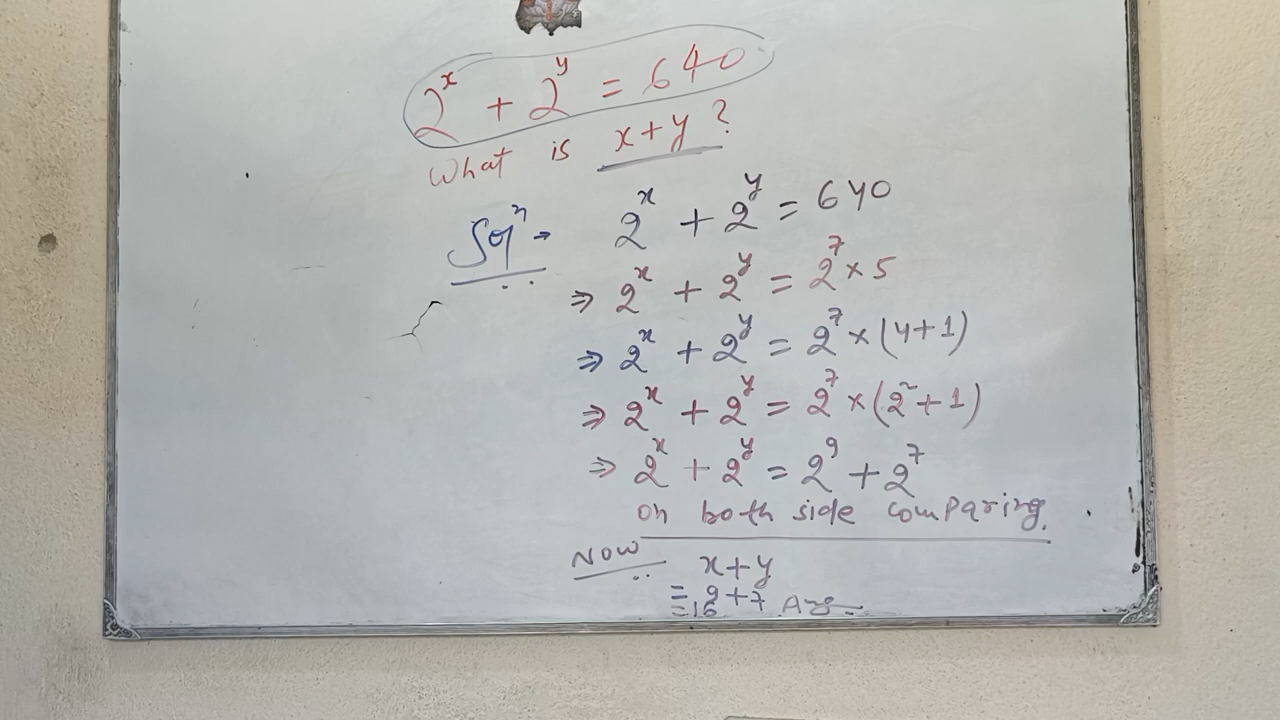 2^x + 2^y = 640
What is x+y ?
Solⁿ → 2^x + 2^y = 640
⇒ 2^x + 2^y = 2^7 × 5
⇒ 2^x + 2^y = 2^7 × (4+1)
⇒ 2^x + 2^y = 2^7 × (2^2 + 1)
⇒ 2^x + 2^y = 2^9 + 2^7
on both side comparing.
Now x+y
= 9+7
=16 Ans.